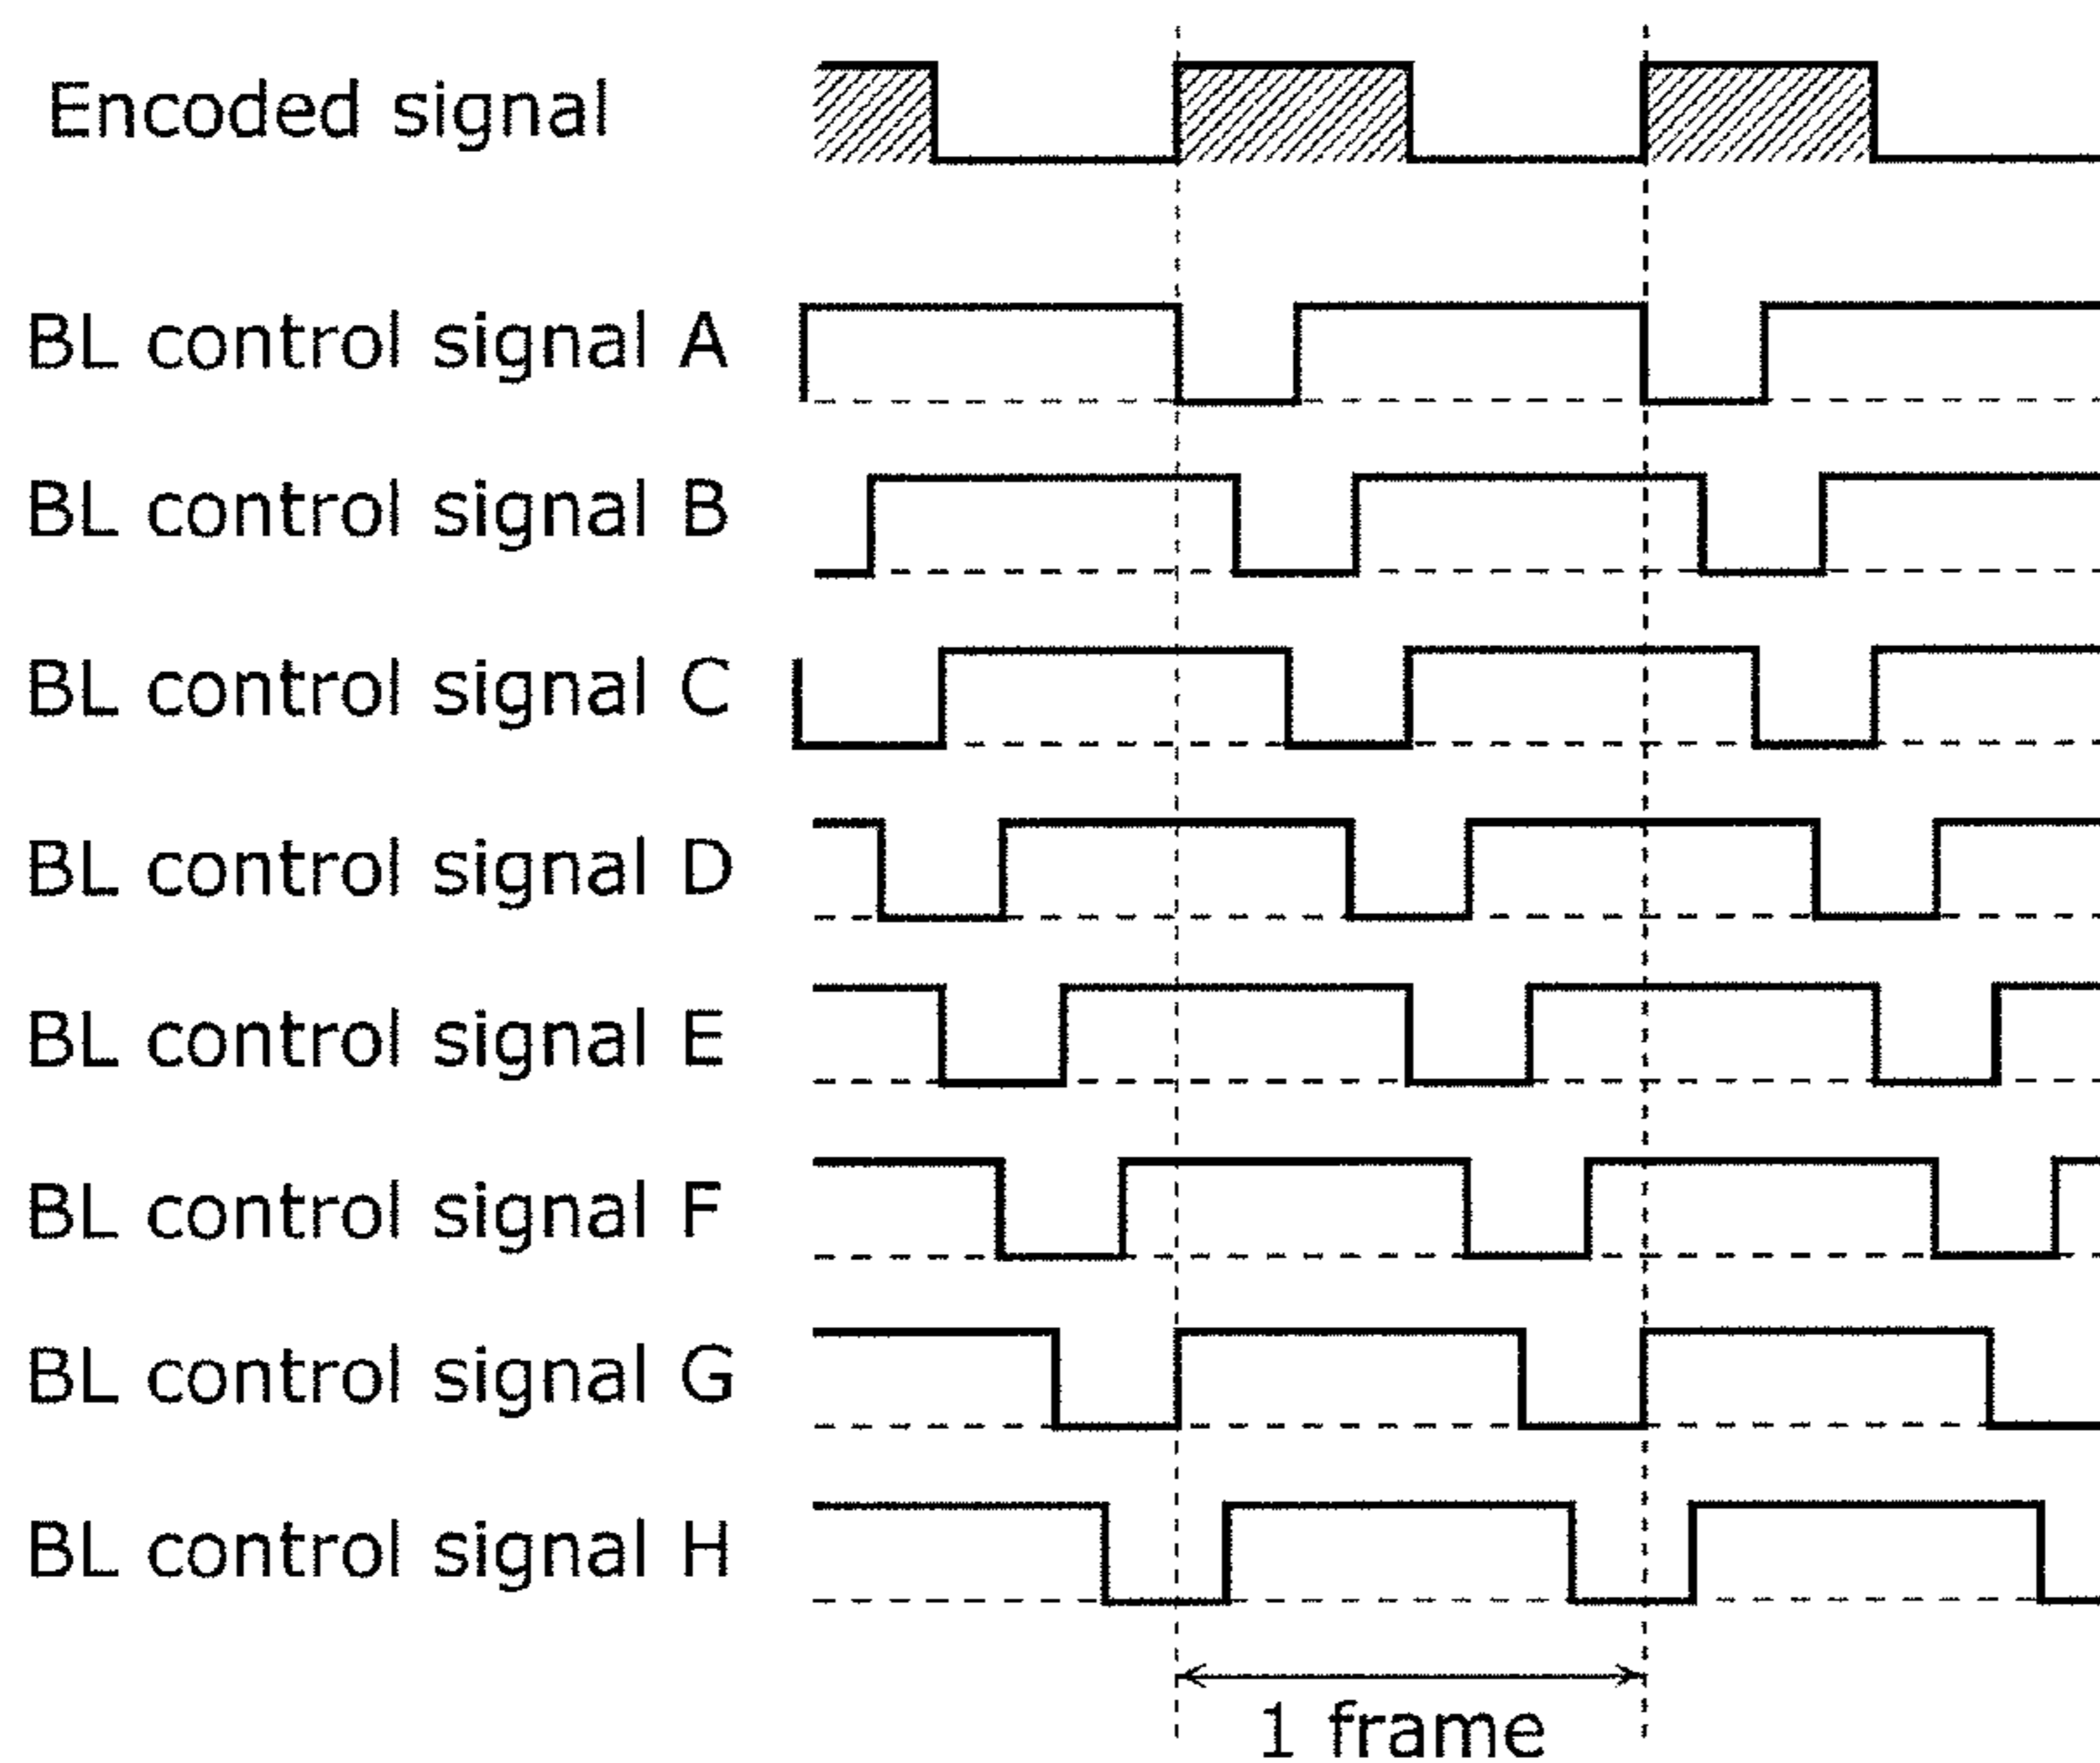 Encoded signal
BL control signal A
BL control signal B
BL control signal C
BL control signal D
BL control signal E
BL control signal F
BL control signal G
BL control signal H
1 frame